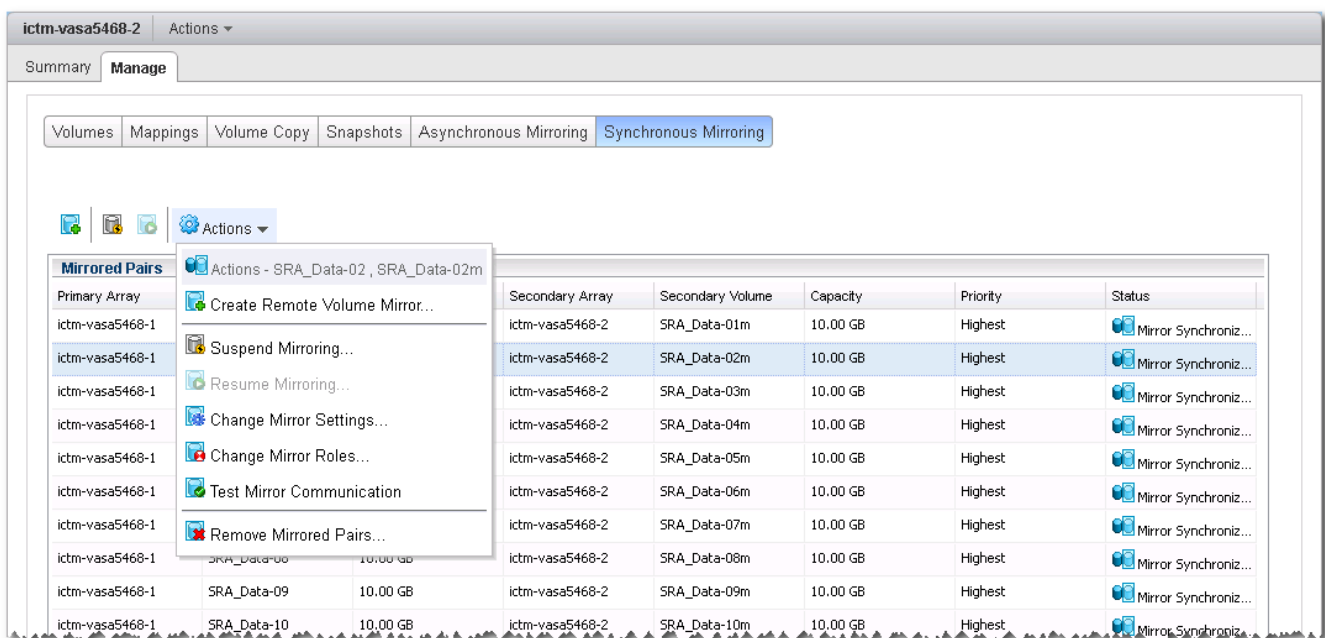 ictm-vasa5468-2 Actions
Summary Manage
Volumes Mappings Volume Copy Snapshots Asynchronous Mirroring Synchronous Mirroring
Actions
Mirrored Pairs
Actions - SRA_Data-02 , SRA_Data-02m
Create Remote Volume Mirror...
Suspend Mirroring...
Resume Mirroring...
Change Mirror Settings...
Change Mirror Roles...
Test Mirror Communication
Remove Mirrored Pairs...
Primary Array Secondary Array Secondary Volume Capacity Priority Status
ictm-vasa5468-1 ictm-vasa5468-2 SRA_Data-01m 10.00 GB Highest Mirror Synchroniz...
ictm-vasa5468-1 ictm-vasa5468-2 SRA_Data-02m 10.00 GB Highest Mirror Synchroniz...
ictm-vasa5468-1 ictm-vasa5468-2 SRA_Data-03m 10.00 GB Highest Mirror Synchroniz...
ictm-vasa5468-1 ictm-vasa5468-2 SRA_Data-04m 10.00 GB Highest Mirror Synchroniz...
ictm-vasa5468-1 ictm-vasa5468-2 SRA_Data-05m 10.00 GB Highest Mirror Synchroniz...
ictm-vasa5468-1 ictm-vasa5468-2 SRA_Data-06m 10.00 GB Highest Mirror Synchroniz...
ictm-vasa5468-1 ictm-vasa5468-2 SRA_Data-07m 10.00 GB Highest Mirror Synchroniz...
ictm-vasa5468-1 SRA_Data-08 10.00 GB ictm-vasa5468-2 SRA_Data-08m 10.00 GB Highest Mirror Synchroniz...
ictm-vasa5468-1 SRA_Data-09 10.00 GB ictm-vasa5468-2 SRA_Data-09m 10.00 GB Highest Mirror Synchroniz...
ictm-vasa5468-1 SRA_Data-10 10.00 GB ictm-vasa5468-2 SRA_Data-10m 10.00 GB Highest Mirror Synchroniz...